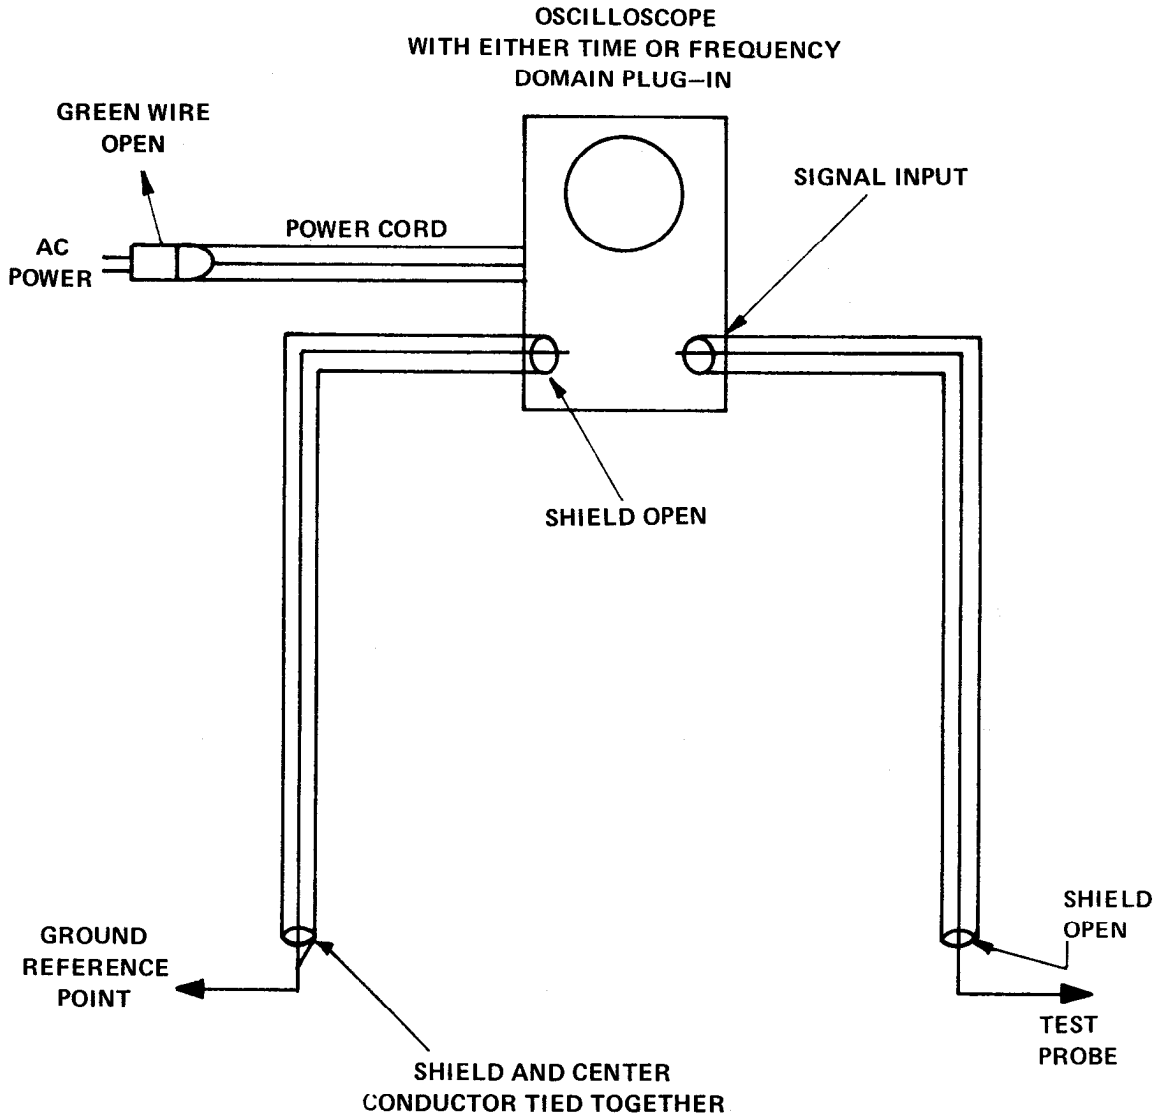 OSCILLOSCOPE
WITH EITHER TIME OR FREQUENCY
DOMAIN PLUG–IN
GREEN WIRE
OPEN
SIGNAL INPUT
POWER CORD
AC
POWER
SHIELD OPEN
SHIELD
OPEN
GROUND
REFERENCE
POINT
TEST
PROBE
SHIELD AND CENTER
CONDUCTOR TIED TOGETHER